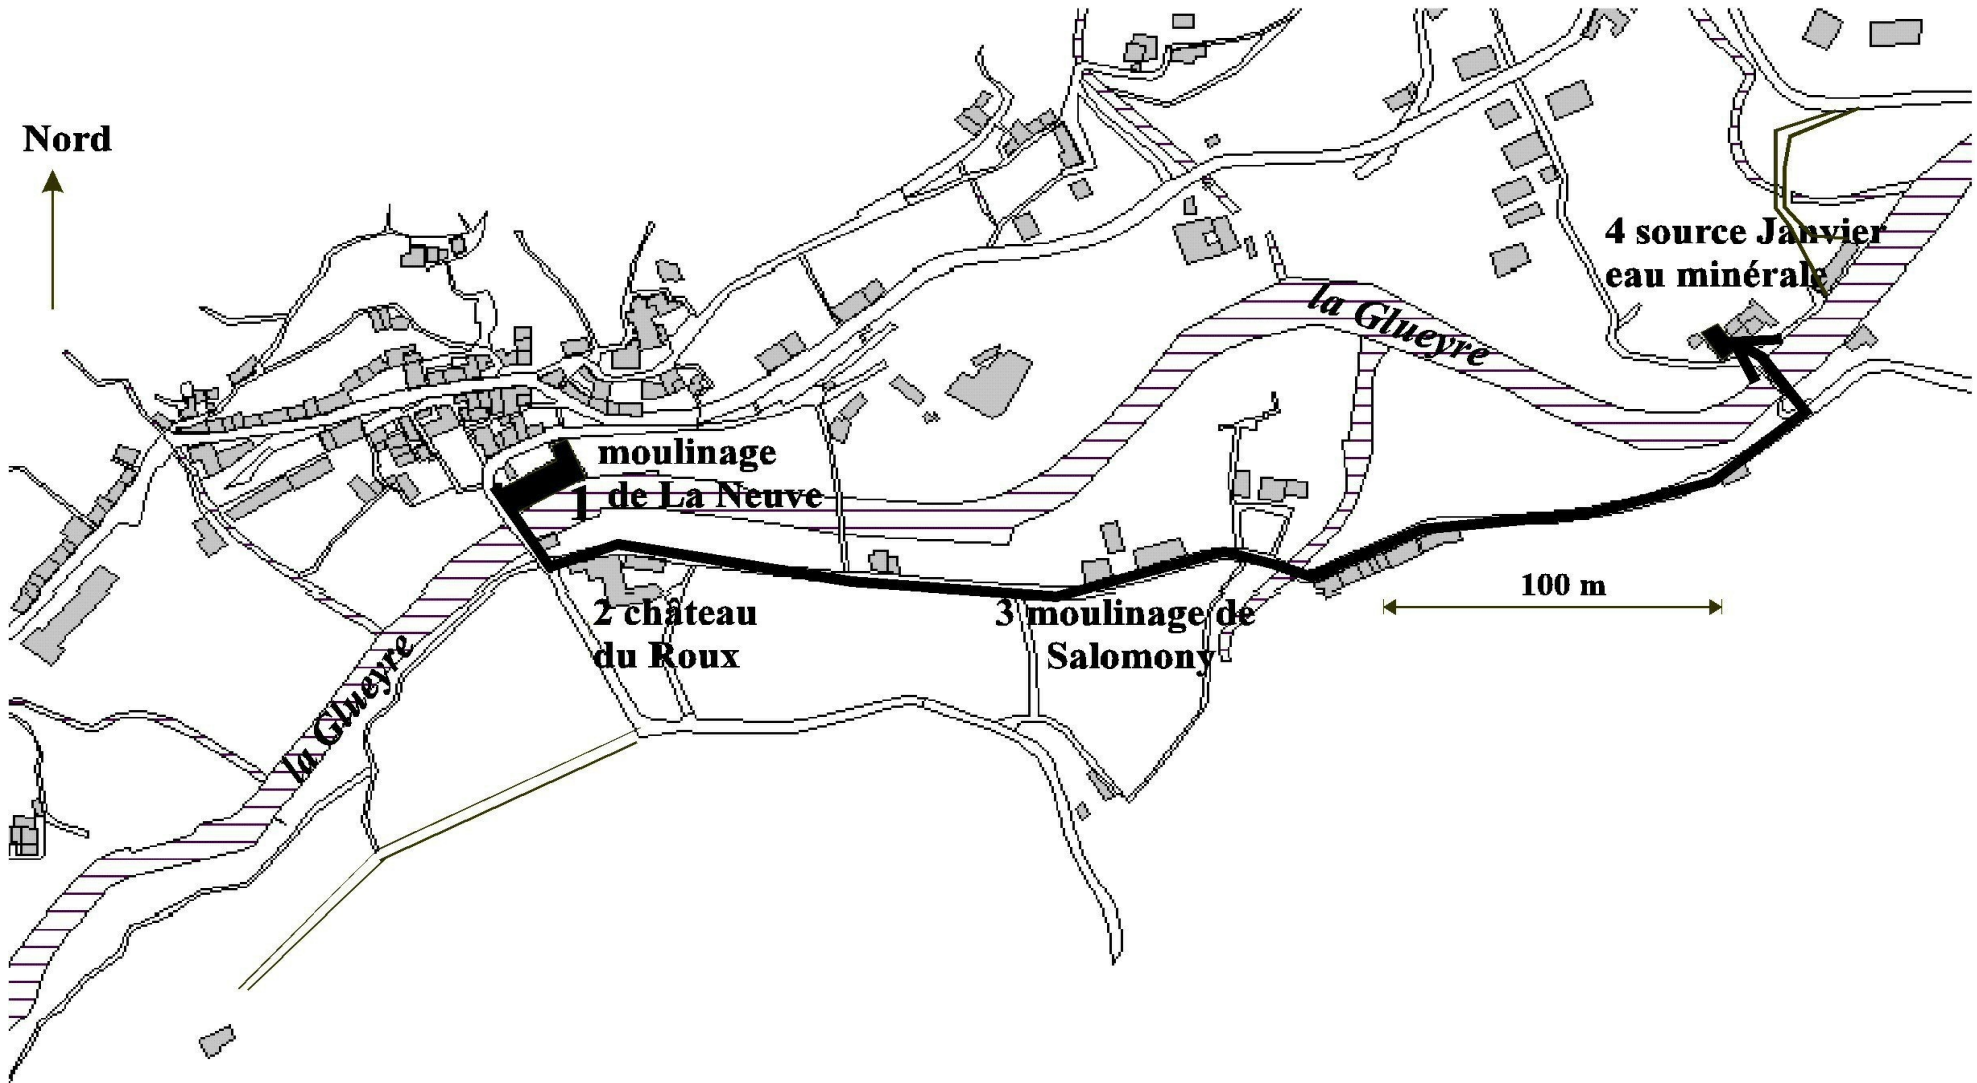 Nord
4 source Janvier
eau minérale
la Glueyre
moulinage
1 de La Neuve
100 m
2 château
du Roux
3 moulinage de
Salomony
la Glueyre